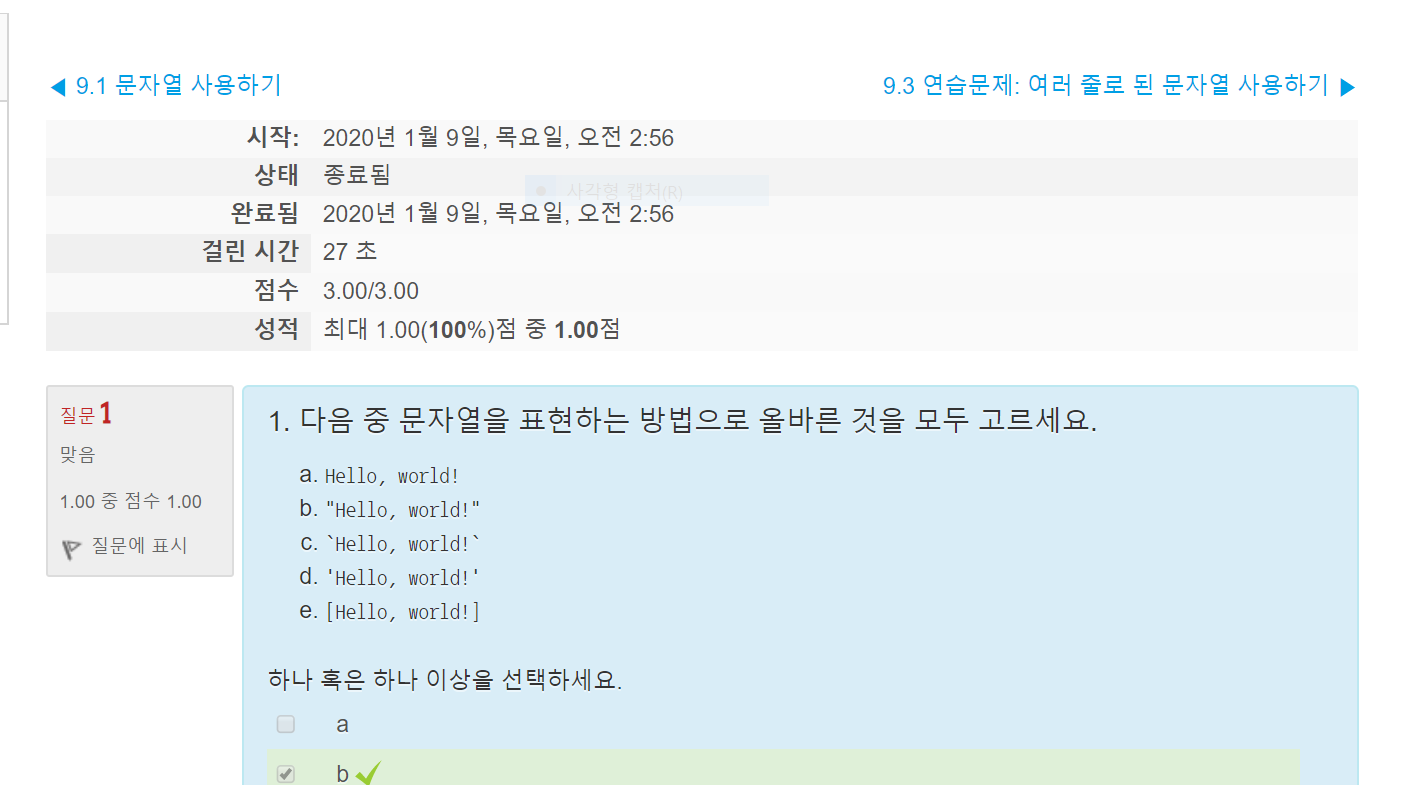 ◀ 9.1 문자열 사용하기
9.3 연습문제: 여러 줄로 된 문자열 사용하기 ▶
시작: 2020년 1월 9일, 목요일, 오전 2:56
상태 종료됨
사각형 캡처(R)
완료됨 2020년 1월 9일, 목요일, 오전 2:56
걸린 시간 27 초
점수 3.00/3.00
성적 최대 1.00(100%)점 중 1.00점
질문 1
맞음
1.00 중 점수 1.00
질문에 표시
1. 다음 중 문자열을 표현하는 방법으로 올바른 것을 모두 고르세요.
a. Hello, world!
b. "Hello, world!"
c. `Hello, world!`
d. 'Hello, world!'
e. [Hello, world!]
하나 혹은 하나 이상을 선택하세요.
a
b